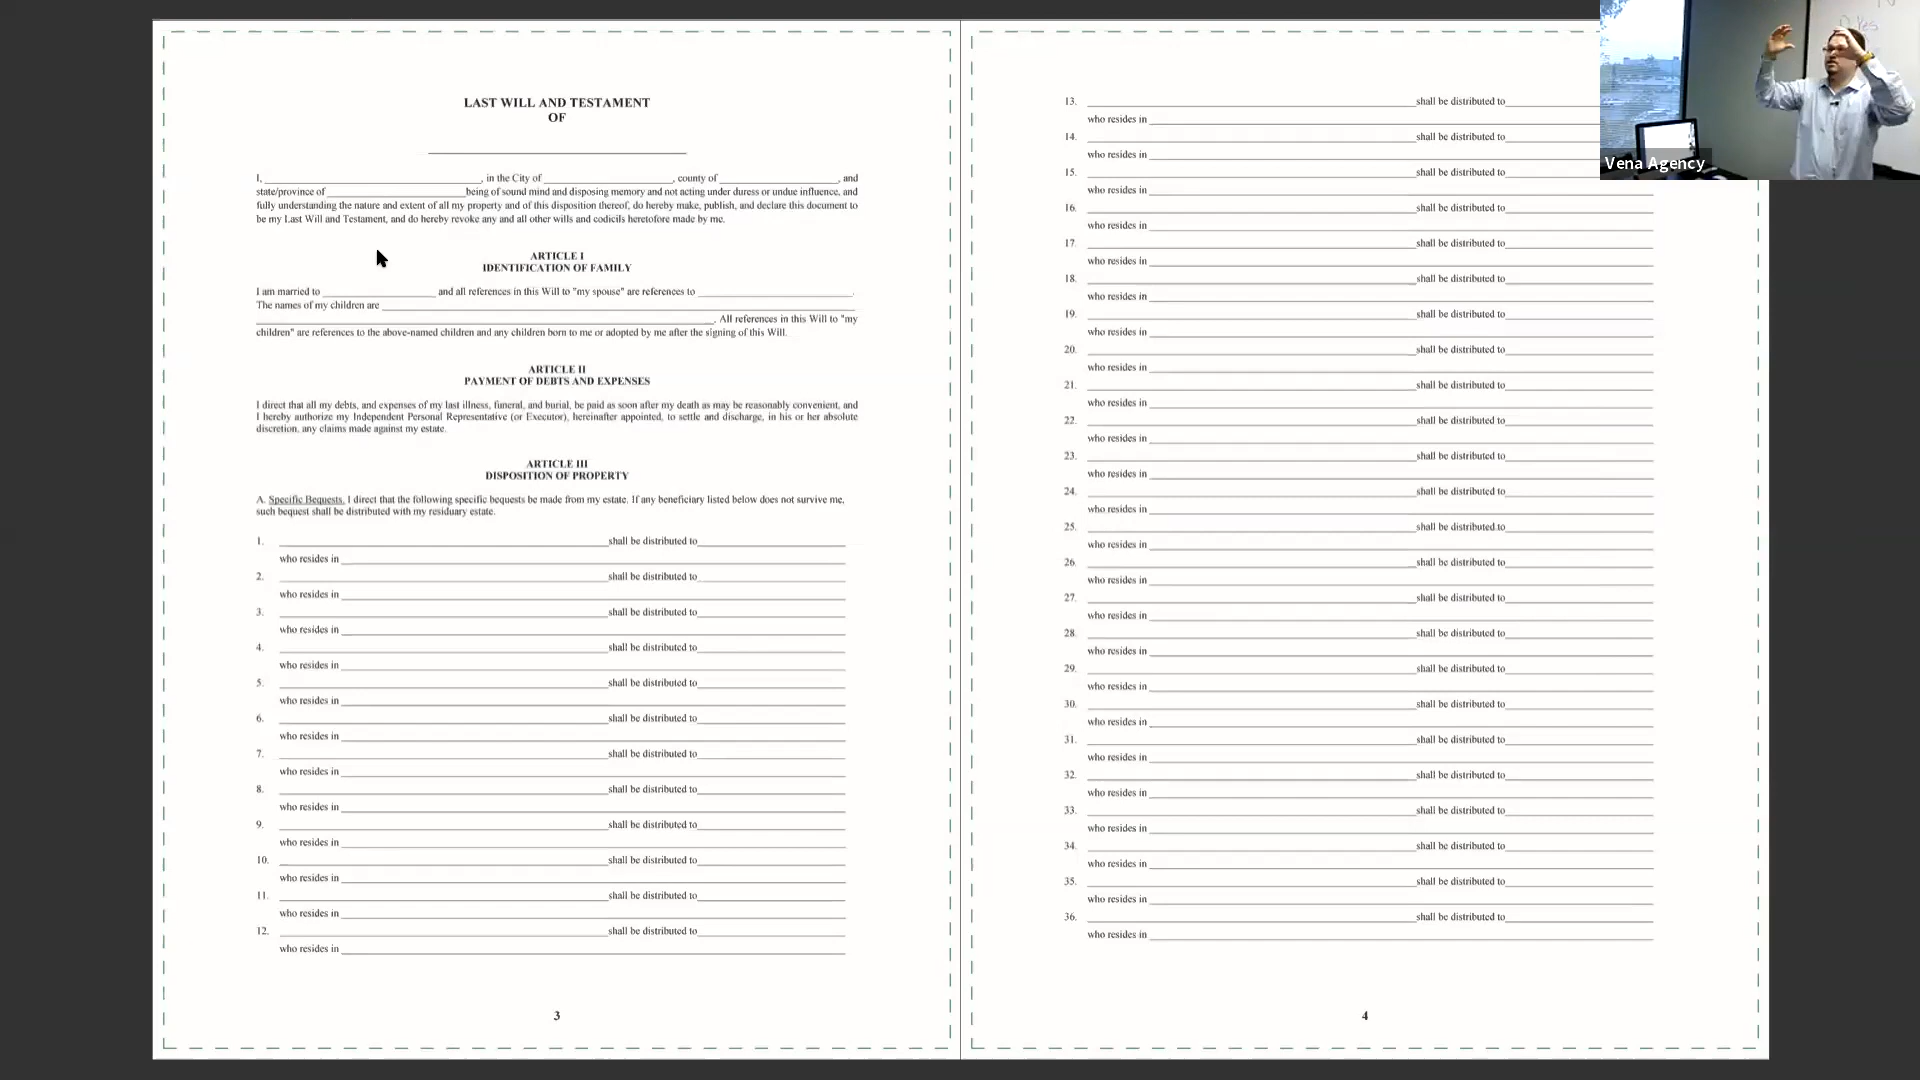 LAST WILL AND TESTAMENT
OF
I, , in the City of , county of , and
state/province of being of sound mind and disposing memory and not acting under duress or undue influence, and
fully understanding the nature and extent of all my property and of this disposition thereof, do hereby make, publish, and declare this document to
be my Last Will and Testament, and do hereby revoke any and all other wills and codicils heretofore made by me.
ARTICLE I
IDENTIFICATION OF FAMILY
I am married to and all references in this Will to "my spouse" are references to .
The names of my children are
. All references in this Will to "my
children" are references to the above-named children and any children born to me or adopted by me after the signing of this Will.
ARTICLE II
PAYMENT OF DEBTS AND EXPENSES
I direct that all my debts, and expenses of my last illness, funeral, and burial, be paid as soon after my death as may be reasonably convenient, and
I hereby authorize my Independent Personal Representative (or Executor), hereinafter appointed, to settle and discharge, in his or her absolute
discretion, any claims made against my estate.
ARTICLE III
DISPOSITION OF PROPERTY
A. Specific Bequests. I direct that the following specific bequests be made from my estate. If any beneficiary listed below does not survive me,
such bequest shall be distributed with my residuary estate.
1. shall be distributed to
who resides in
2. shall be distributed to
who resides in
3. shall be distributed to
who resides in
4. shall be distributed to
who resides in
5. shall be distributed to
who resides in
6. shall be distributed to
who resides in
7. shall be distributed to
who resides in
8. shall be distributed to
who resides in
9. shall be distributed to
who resides in
10. shall be distributed to
who resides in
11. shall be distributed to
who resides in
12. shall be distributed to
who resides in
3
13. shall be distributed to
who resides in
14. shall be distributed to
who resides in
15. shall be distributed to
who resides in
16. shall be distributed to
who resides in
17. shall be distributed to
who resides in
18. shall be distributed to
who resides in
19. shall be distributed to
who resides in
20. shall be distributed to
who resides in
21. shall be distributed to
who resides in
22. shall be distributed to
who resides in
23. shall be distributed to
who resides in
24. shall be distributed to
who resides in
25. shall be distributed to
who resides in
26. shall be distributed to
who resides in
27. shall be distributed to
who resides in
28. shall be distributed to
who resides in
29. shall be distributed to
who resides in
30. shall be distributed to
who resides in
31. shall be distributed to
who resides in
32. shall be distributed to
who resides in
33. shall be distributed to
who resides in
34. shall be distributed to
who resides in
35. shall be distributed to
who resides in
36. shall be distributed to
who resides in
4
Yes
Vena Agency